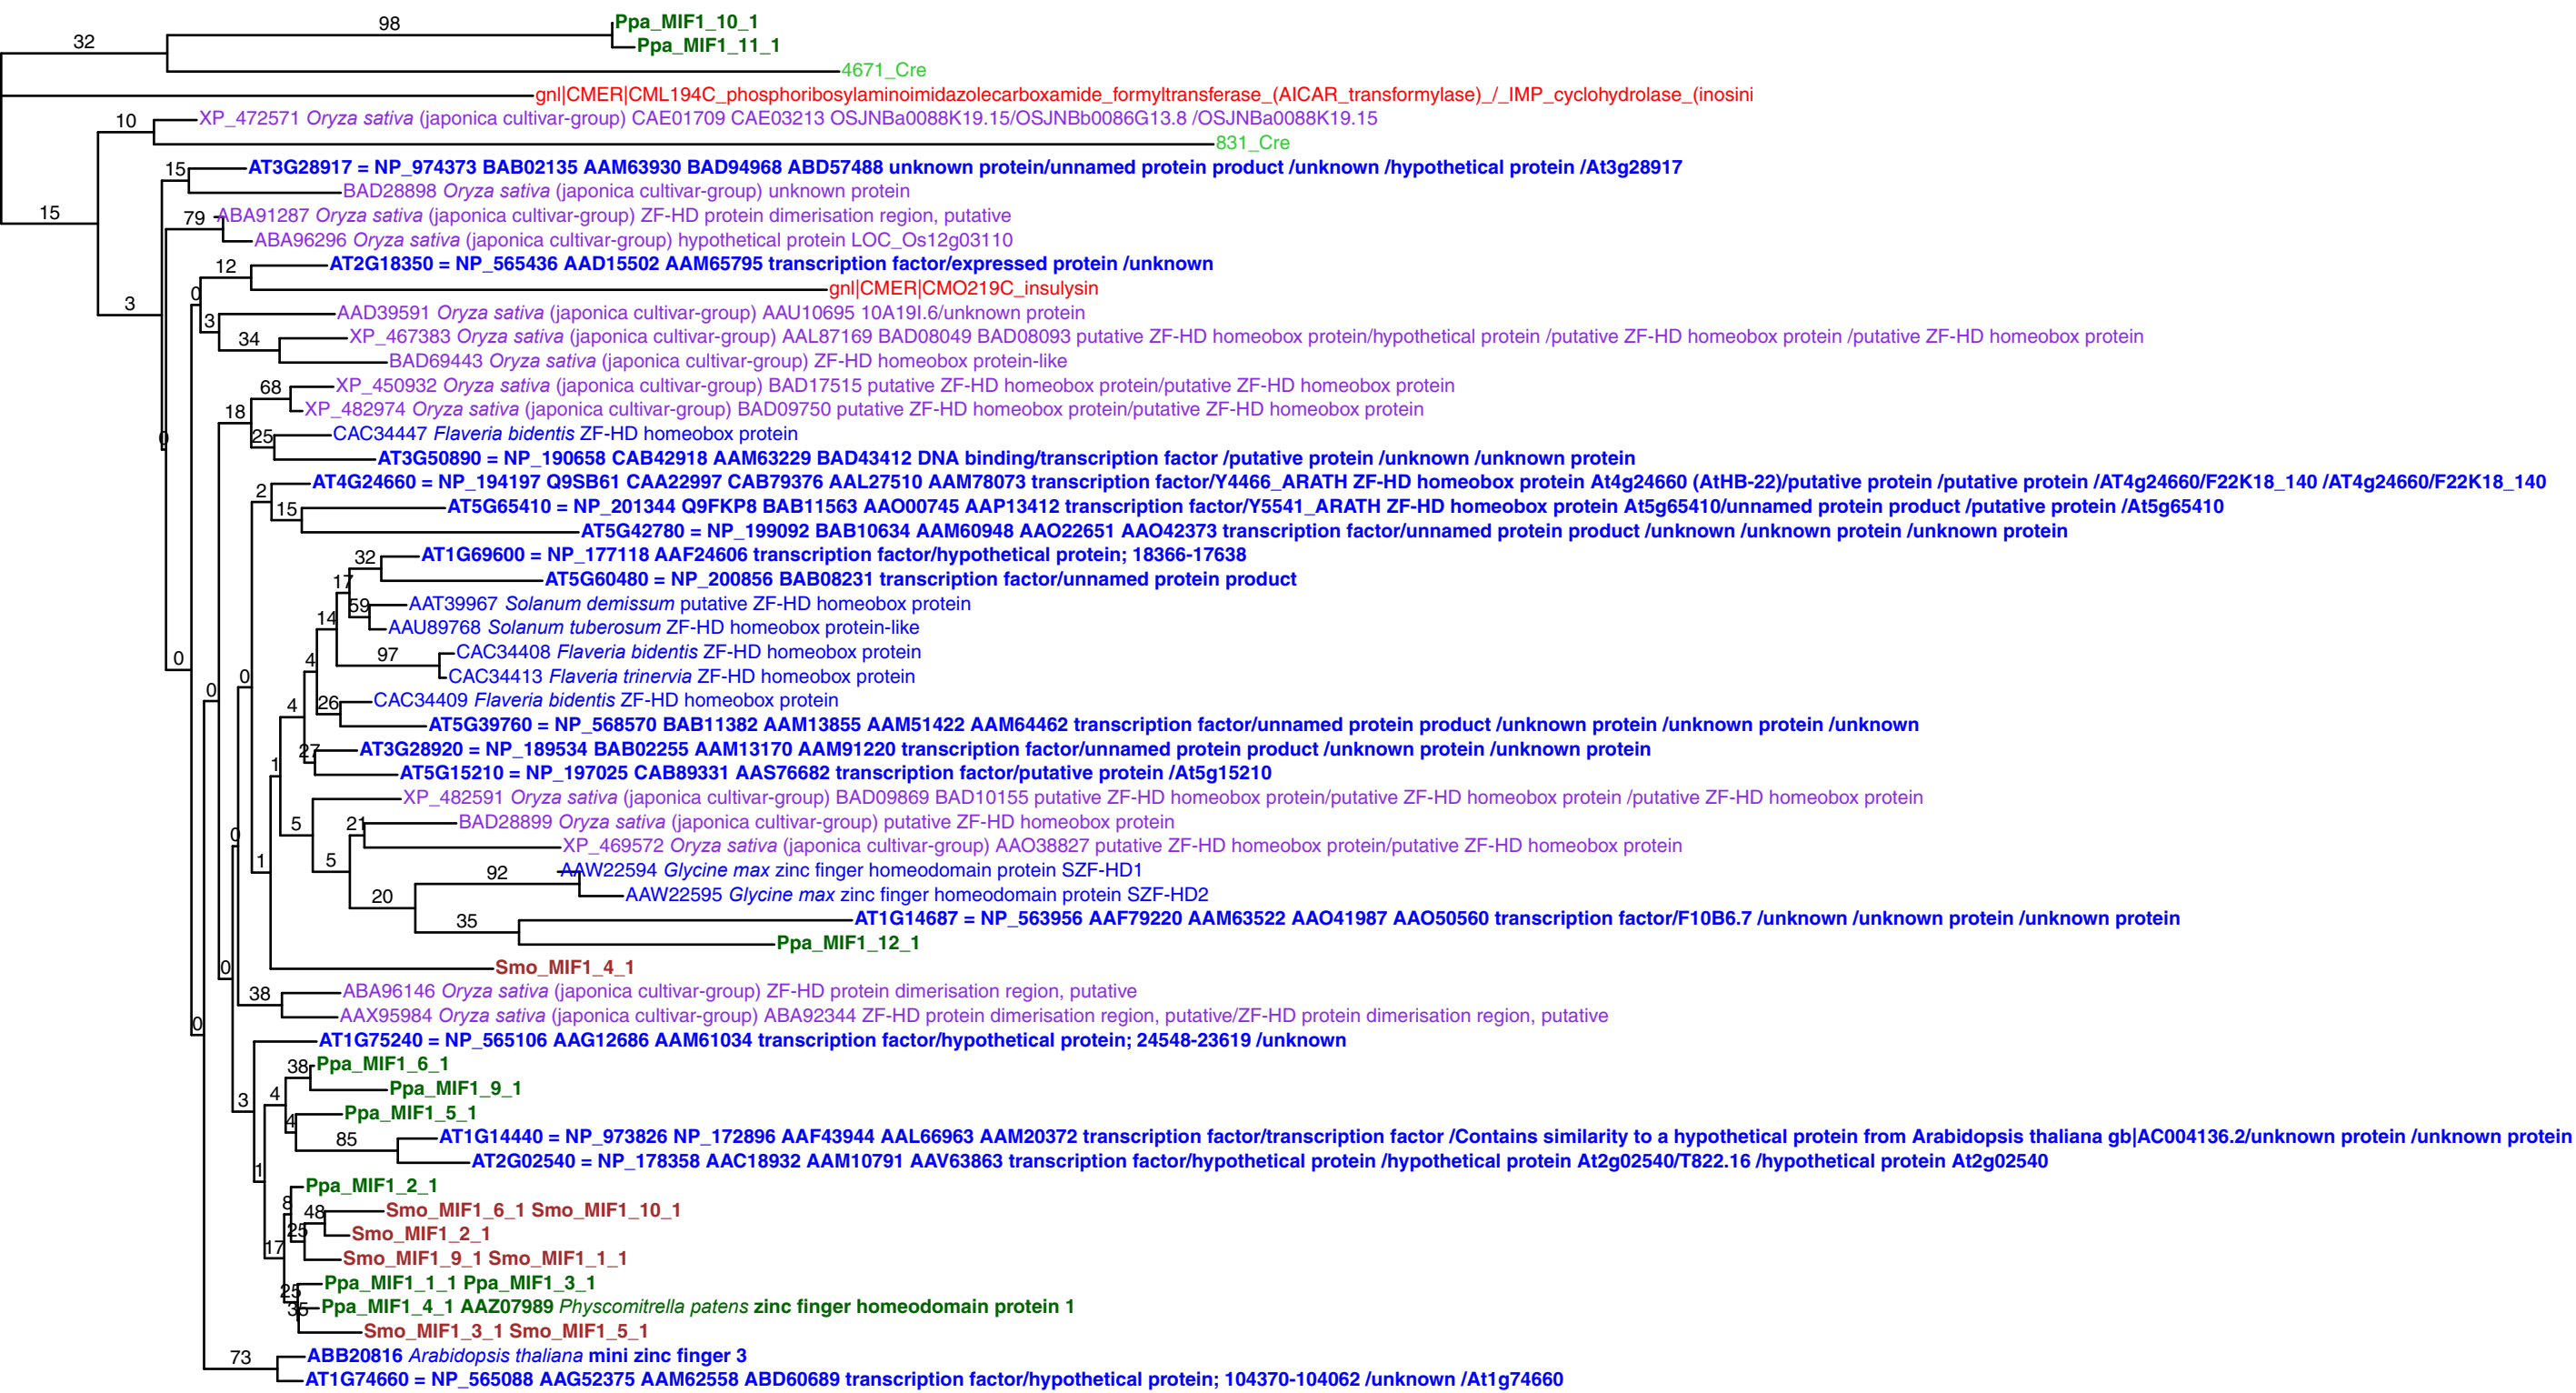 98
Ppa_MIF1_10_1
32
Ppa_MIF1_11_1
4671_Cre
gnl|CMER|CML194C_phosphoribosylaminoimidazolecarboxamide_formyltransferase_(AICAR_transformylase)_/_IMP_cyclohydrolase_(inosini
10
XP_472571 Oryza sativa (japonica cultivar-group) CAE01709 CAE03213 OSJNBa0088K19.15/OSJNBb0086G13.8 /OSJNBa0088K19.15
831_Cre
15
AT3G28917 = NP_974373 BAB02135 AAM63930 BAD94968 ABD57488 unknown protein/unnamed protein product /unknown /hypothetical protein /At3g28917
BAD28898 Oryza sativa (japonica cultivar-group) unknown protein
15
79
ABA91287 Oryza sativa (japonica cultivar-group) ZF-HD protein dimerisation region, putative
ABA96296 Oryza sativa (japonica cultivar-group) hypothetical protein LOC_Os12g03110
12
AT2G18350 = NP_565436 AAD15502 AAM65795 transcription factor/expressed protein /unknown
0
gnl|CMER|CMO219C_insulysin
3
3
AAD39591 Oryza sativa (japonica cultivar-group) AAU10695 10A19I.6/unknown protein
34
XP_467383 Oryza sativa (japonica cultivar-group) AAL87169 BAD08049 BAD08093 putative ZF-HD homeobox protein/hypothetical protein /putative ZF-HD homeobox protein /putative ZF-HD homeobox protein
BAD69443 Oryza sativa (japonica cultivar-group) ZF-HD homeobox protein-like
68
XP_450932 Oryza sativa (japonica cultivar-group) BAD17515 putative ZF-HD homeobox protein/putative ZF-HD homeobox protein
18
XP_482974 Oryza sativa (japonica cultivar-group) BAD09750 putative ZF-HD homeobox protein/putative ZF-HD homeobox protein
0
25
CAC34447 Flaveria bidentis ZF-HD homeobox protein
AT3G50890 = NP_190658 CAB42918 AAM63229 BAD43412 DNA binding/transcription factor /putative protein /unknown /unknown protein
2
AT4G24660 = NP_194197 Q9SB61 CAA22997 CAB79376 AAL27510 AAM78073 transcription factor/Y4466_ARATH ZF-HD homeobox protein At4g24660 (AtHB-22)/putative protein /putative protein /AT4g24660/F22K18_140 /AT4g24660/F22K18_140
15
AT5G65410 = NP_201344 Q9FKP8 BAB11563 AAO00745 AAP13412 transcription factor/Y5541_ARATH ZF-HD homeobox protein At5g65410/unnamed protein product /putative protein /At5g65410
AT5G42780 = NP_199092 BAB10634 AAM60948 AAO22651 AAO42373 transcription factor/unnamed protein product /unknown /unknown protein /unknown protein
32
AT1G69600 = NP_177118 AAF24606 transcription factor/hypothetical protein; 18366-17638
17
AT5G60480 = NP_200856 BAB08231 transcription factor/unnamed protein product
59
AAT39967 Solanum demissum putative ZF-HD homeobox protein
14
AAU89768 Solanum tuberosum ZF-HD homeobox protein-like
0
4
97
CAC34408 Flaveria bidentis ZF-HD homeobox protein
0
CAC34413 Flaveria trinervia ZF-HD homeobox protein
0
4
26
CAC34409 Flaveria bidentis ZF-HD homeobox protein
AT5G39760 = NP_568570 BAB11382 AAM13855 AAM51422 AAM64462 transcription factor/unnamed protein product /unknown protein /unknown protein /unknown
27
AT3G28920 = NP_189534 BAB02255 AAM13170 AAM91220 transcription factor/unnamed protein product /unknown protein /unknown protein
1
AT5G15210 = NP_197025 CAB89331 AAS76682 transcription factor/putative protein /At5g15210
XP_482591 Oryza sativa (japonica cultivar-group) BAD09869 BAD10155 putative ZF-HD homeobox protein/putative ZF-HD homeobox protein /putative ZF-HD homeobox protein
0
5
21
BAD28899 Oryza sativa (japonica cultivar-group) putative ZF-HD homeobox protein
XP_469572 Oryza sativa (japonica cultivar-group) AAO38827 putative ZF-HD homeobox protein/putative ZF-HD homeobox protein
1
5
92
AAW22594 Glycine max zinc finger homeodomain protein SZF-HD1
20
AAW22595 Glycine max zinc finger homeodomain protein SZF-HD2
35
AT1G14687 = NP_563956 AAF79220 AAM63522 AAO41987 AAO50560 transcription factor/F10B6.7 /unknown /unknown protein /unknown protein
Ppa_MIF1_12_1
0
Smo_MIF1_4_1
38
ABA96146 Oryza sativa (japonica cultivar-group) ZF-HD protein dimerisation region, putative
0
AAX95984 Oryza sativa (japonica cultivar-group) ABA92344 ZF-HD protein dimerisation region, putative/ZF-HD protein dimerisation region, putative
AT1G75240 = NP_565106 AAG12686 AAM61034 transcription factor/hypothetical protein; 24548-23619 /unknown
38
Ppa_MIF1_6_1
3
4
Ppa_MIF1_9_1
4
Ppa_MIF1_5_1
85
AT1G14440 = NP_973826 NP_172896 AAF43944 AAL66963 AAM20372 transcription factor/transcription factor /Contains similarity to a hypothetical protein from Arabidopsis thaliana gb|AC004136.2/unknown protein /unknown protein
1
AT2G02540 = NP_178358 AAC18932 AAM10791 AAV63863 transcription factor/hypothetical protein /hypothetical protein At2g02540/T822.16 /hypothetical protein At2g02540
Ppa_MIF1_2_1
8
48
Smo_MIF1_6_1 Smo_MIF1_10_1
25
Smo_MIF1_2_1
17
Smo_MIF1_9_1 Smo_MIF1_1_1
25
Ppa_MIF1_1_1 Ppa_MIF1_3_1
35
Ppa_MIF1_4_1 AAZ07989 Physcomitrella patens zinc finger homeodomain protein 1
Smo_MIF1_3_1 Smo_MIF1_5_1
73
ABB20816 Arabidopsis thaliana mini zinc finger 3
AT1G74660 = NP_565088 AAG52375 AAM62558 ABD60689 transcription factor/hypothetical protein; 104370-104062 /unknown /At1g74660